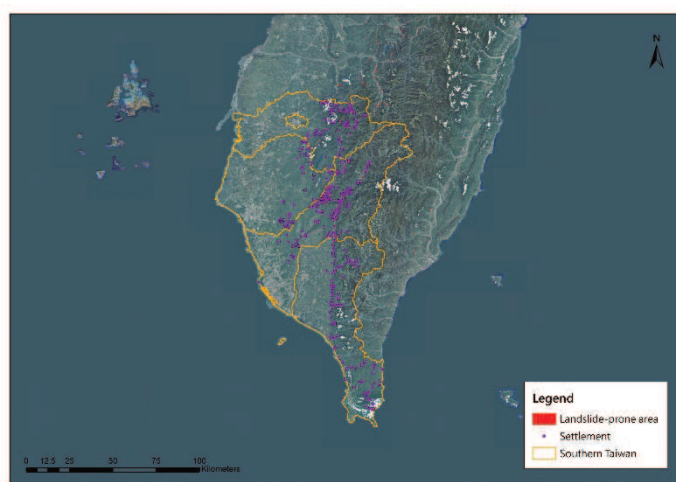 N
Legend
Landslide-prone area
Settlement
Southern Taiwan
0 12.5 25 50 75 100
Kilometers